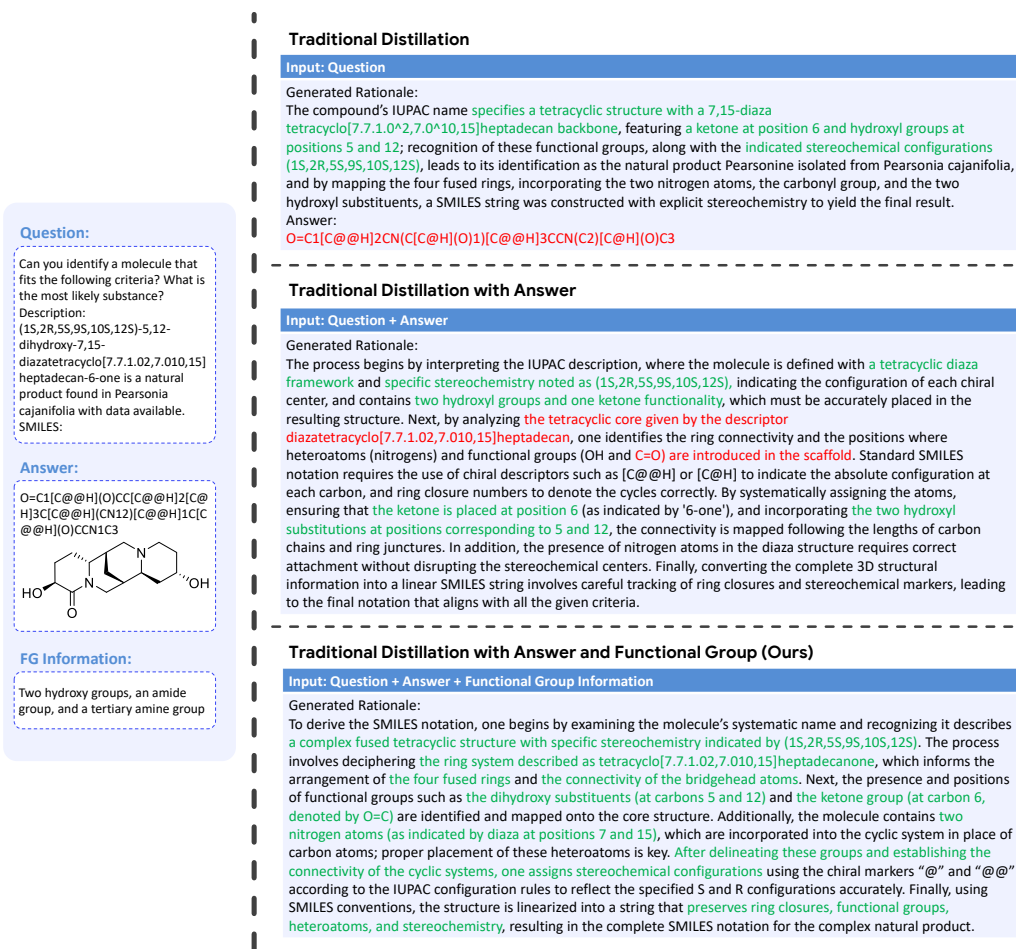 Question:
Can you identify a molecule that
fits the following criteria? What is
the most likely substance?
Description:
(1S,2R,5S,9S,10S,12S)-5,12-
dihydroxy-7,15-
diazatetracyclo[7.7.1.02,7.010,15]
heptadecan-6-one is a natural
product found in Pearsonia
cajanifolia with data available.
SMILES:
Answer:
O=C1[C@@H](O)CC[C@@H]2[C@
H]3C[C@@H](CN12)[C@@H]1C[C
@@H](O)CCN1C3
N
HO
N
OH
O
FG Information:
Two hydroxy groups, an amide
group, and a tertiary amine group
Traditional Distillation
Input: Question
Generated Rationale:
The compound's IUPAC name specifies a tetracyclic structure with a 7,15-diaza
tetracyclo[7.7.1.0^2,7.0^10,15]heptadecan backbone, featuring a ketone at position 6 and hydroxyl groups at
positions 5 and 12; recognition of these functional groups, along with the indicated stereochemical configurations
(1S,2R,5S,9S,10S,12S), leads to its identification as the natural product Pearsonine isolated from Pearsonia cajanifolia,
and by mapping the four fused rings, incorporating the two nitrogen atoms, the carbonyl group, and the two
hydroxyl substituents, a SMILES string was constructed with explicit stereochemistry to yield the final result.
Answer:
O=C1[C@@H]2CN(C[C@H](O)1)[C@@H]3CCN(C2)[C@H](O)C3
Traditional Distillation with Answer
Input: Question + Answer
Generated Rationale:
The process begins by interpreting the IUPAC description, where the molecule is defined with a tetracyclic diaza
framework and specific stereochemistry noted as (1S,2R,5S,9S,10S,12S), indicating the configuration of each chiral
center, and contains two hydroxyl groups and one ketone functionality, which must be accurately placed in the
resulting structure. Next, by analyzing the tetracyclic core given by the descriptor
diazatetracyclo[7.7.1.02,7.010,15]heptadecan, one identifies the ring connectivity and the positions where
heteroatoms (nitrogens) and functional groups (OH and C=O) are introduced in the scaffold. Standard SMILES
notation requires the use of chiral descriptors such as [C@@H] or [C@H] to indicate the absolute configuration at
each carbon, and ring closure numbers to denote the cycles correctly. By systematically assigning the atoms,
ensuring that the ketone is placed at position 6 (as indicated by '6-one'), and incorporating the two hydroxyl
substitutions at positions corresponding to 5 and 12, the connectivity is mapped following the lengths of carbon
chains and ring junctures. In addition, the presence of nitrogen atoms in the diaza structure requires correct
attachment without disrupting the stereochemical centers. Finally, converting the complete 3D structural
information into a linear SMILES string involves careful tracking of ring closures and stereochemical markers, leading
to the final notation that aligns with all the given criteria.
Traditional Distillation with Answer and Functional Group (Ours)
Input: Question + Answer + Functional Group Information
Generated Rationale:
To derive the SMILES notation, one begins by examining the molecule's systematic name and recognizing it describes
a complex fused tetracyclic structure with specific stereochemistry indicated by (1S,2R,5S,9S,10S,12S). The process
involves deciphering the ring system described as tetracyclo[7.7.1.02,7.010,15]heptadecanone, which informs the
arrangement of the four fused rings and the connectivity of the bridgehead atoms. Next, the presence and positions
of functional groups such as the dihydroxy substituents (at carbons 5 and 12) and the ketone group (at carbon 6,
denoted by O=C) are identified and mapped onto the core structure. Additionally, the molecule contains two
nitrogen atoms (as indicated by diaza at positions 7 and 15), which are incorporated into the cyclic system in place of
carbon atoms; proper placement of these heteroatoms is key. After delineating these groups and establishing the
connectivity of the cyclic systems, one assigns stereochemical configurations using the chiral markers "@" and "@@"
according to the IUPAC configuration rules to reflect the specified S and R configurations accurately. Finally, using
SMILES conventions, the structure is linearized into a string that preserves ring closures, functional groups,
heteroatoms, and stereochemistry, resulting in the complete SMILES notation for the complex natural product.